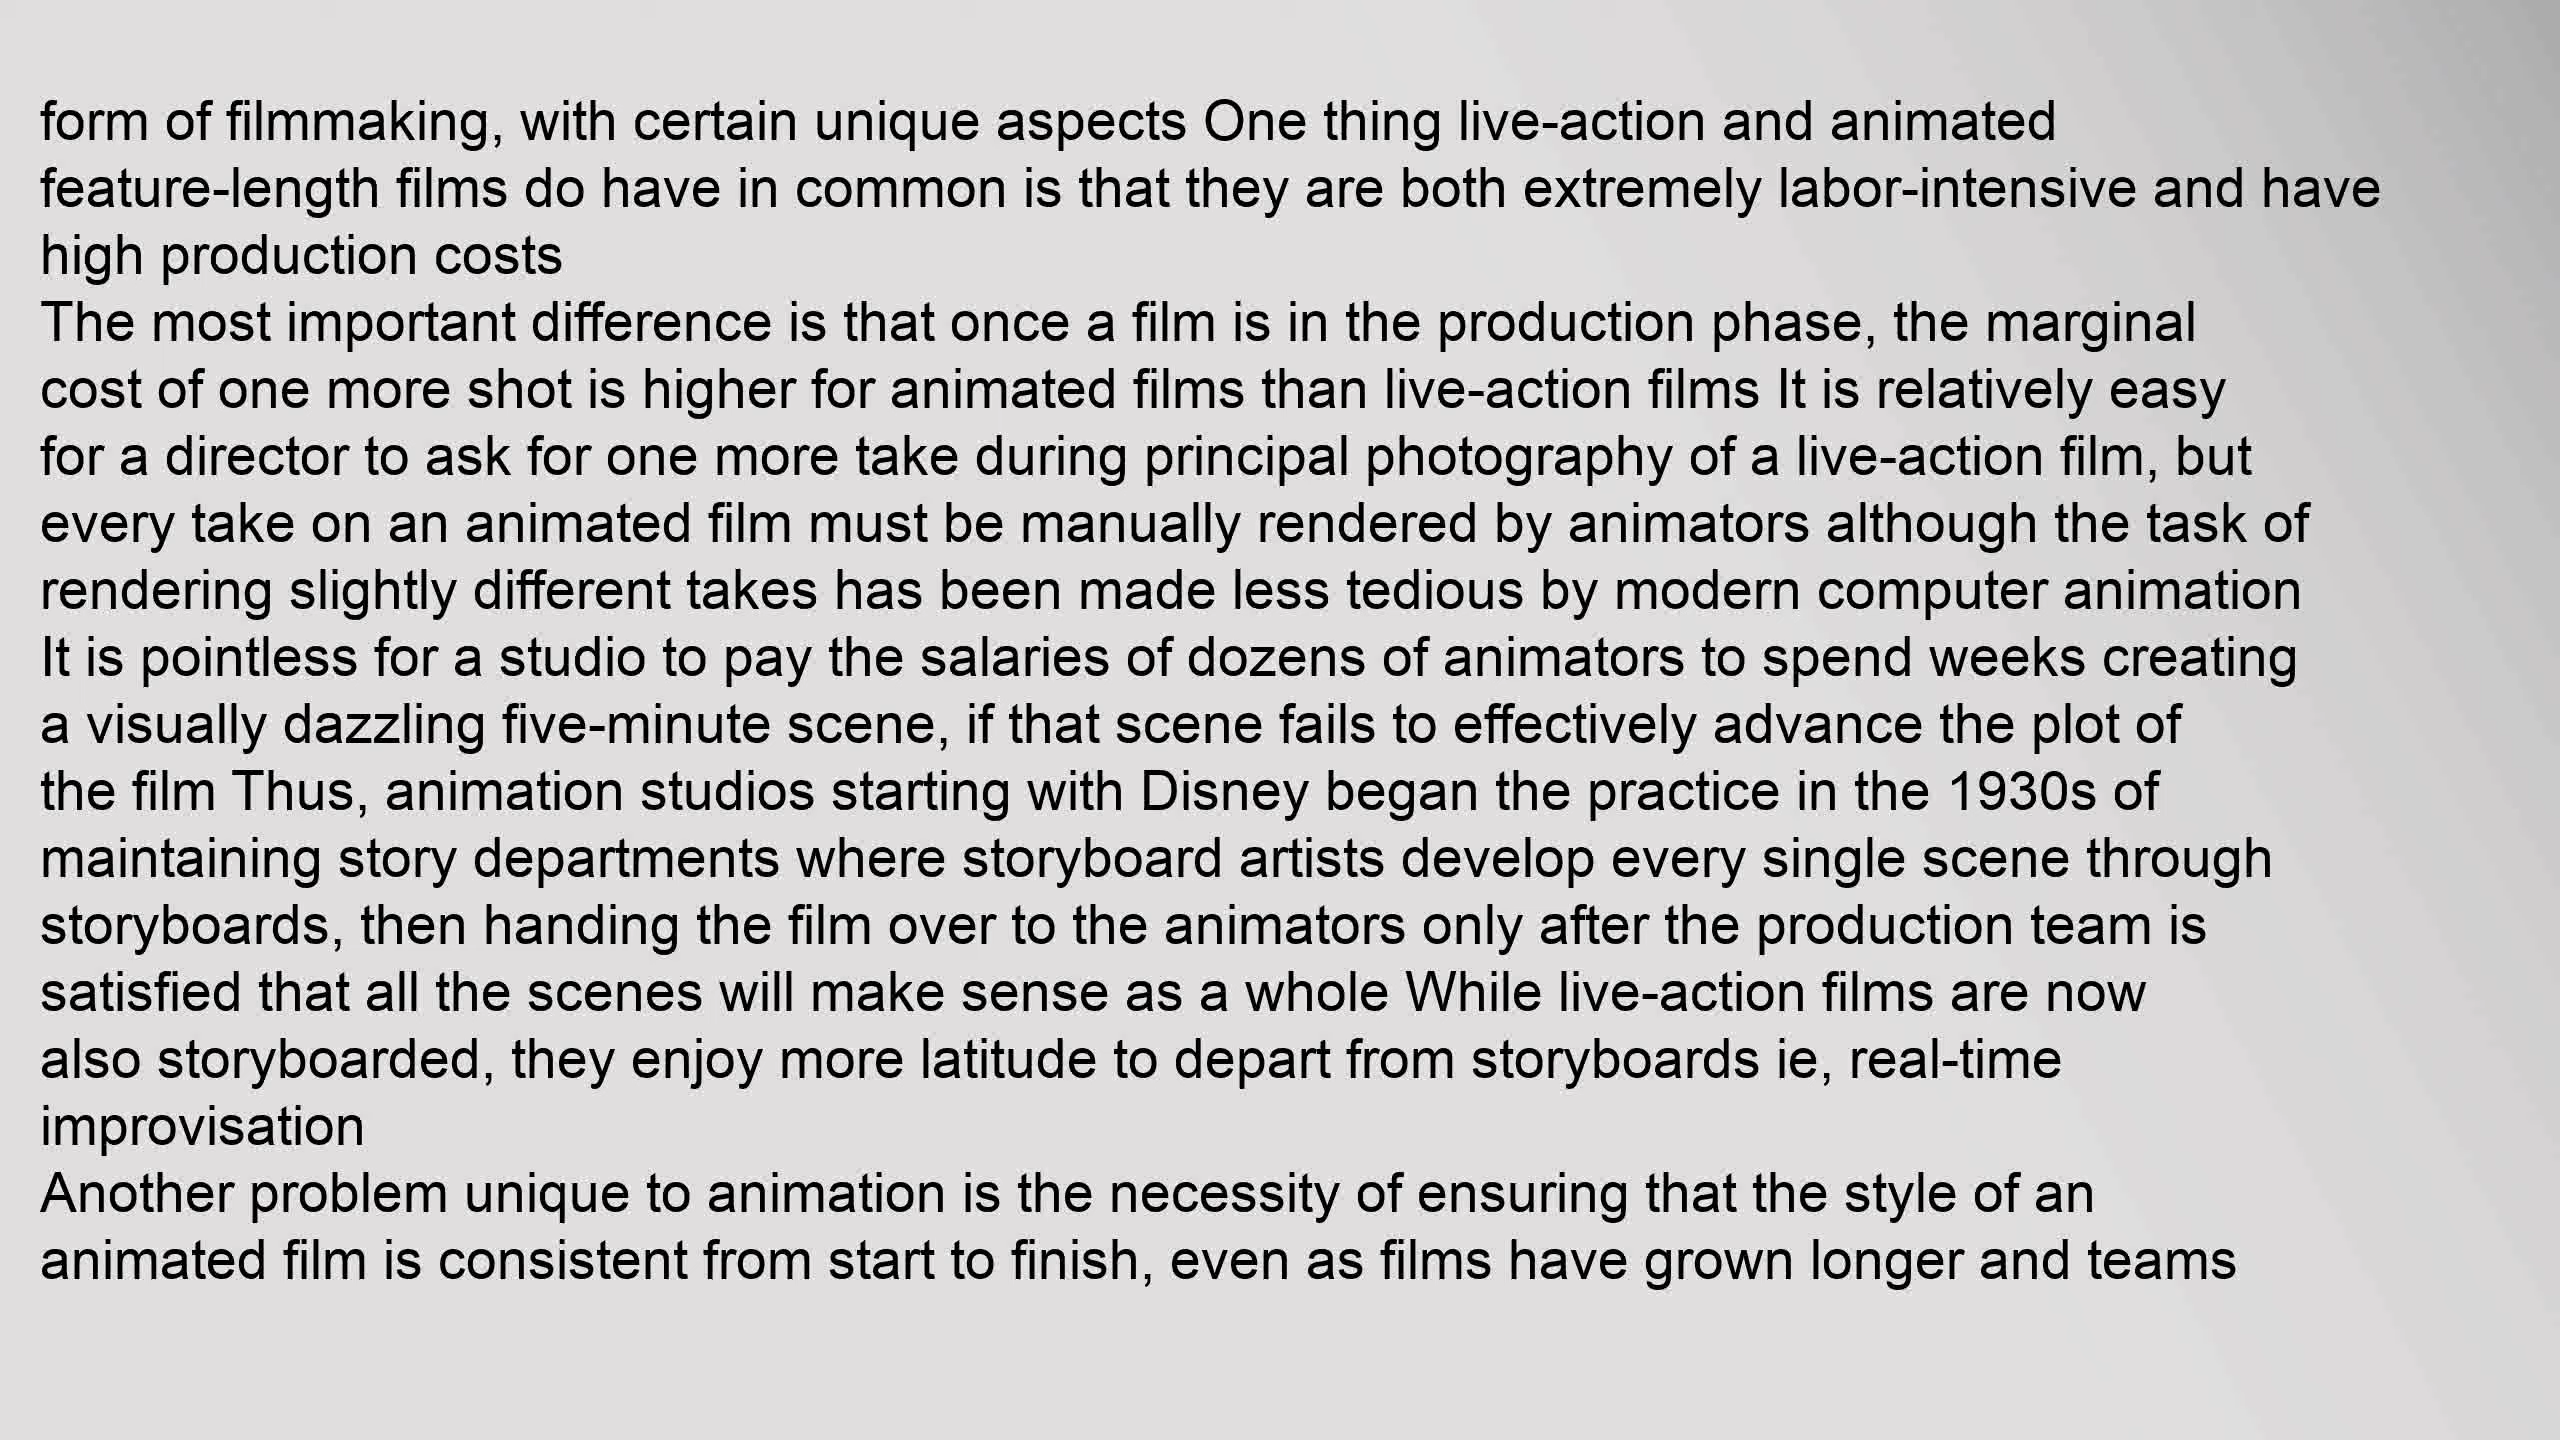 form of filmmaking, with certain unique aspects One thing live-action and animated
feature-length films do have in common is that they are both extremely labor-intensive and have
high production costs
The most important difference is that once a film is in the production phase, the marginal
cost of one more shot is higher for animated films than live-action films It is relatively easy
for a director to ask for one more take during principal photography of a live-action film, but
every take on an animated film must be manually rendered by animators although the task of
rendering slightly different takes has been made less tedious by modern computer animation
It is pointless for a studio to pay the salaries of dozens of animators to spend weeks creating
a visually dazzling five-minute scene, if that scene fails to effectively advance the plot of
the film Thus, animation studios starting with Disney began the practice in the 1930s of
maintaining story departments where storyboard artists develop every single scene through
storyboards, then handing the film over to the animators only after the production team is
satisfied that all the scenes will make sense as a whole While live-action films are now
also storyboarded, they enjoy more latitude to depart from storyboards ie, real-time
improvisation
Another problem unique to animation is the necessity of ensuring that the style of an
animated film is consistent from start to finish, even as films have grown longer and teams